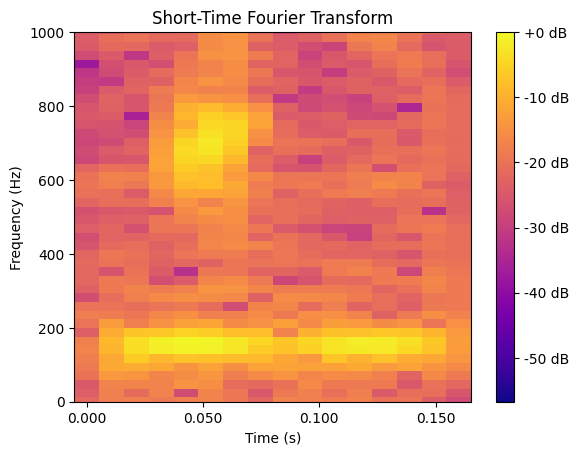 Short-Time Fourier Transform
1000
800
600
400
200
0
Frequency (Hz)
0.000
0.050
0.100
0.150
Time (s)
+0 dB
-10 dB
-20 dB
-30 dB
-40 dB
-50 dB